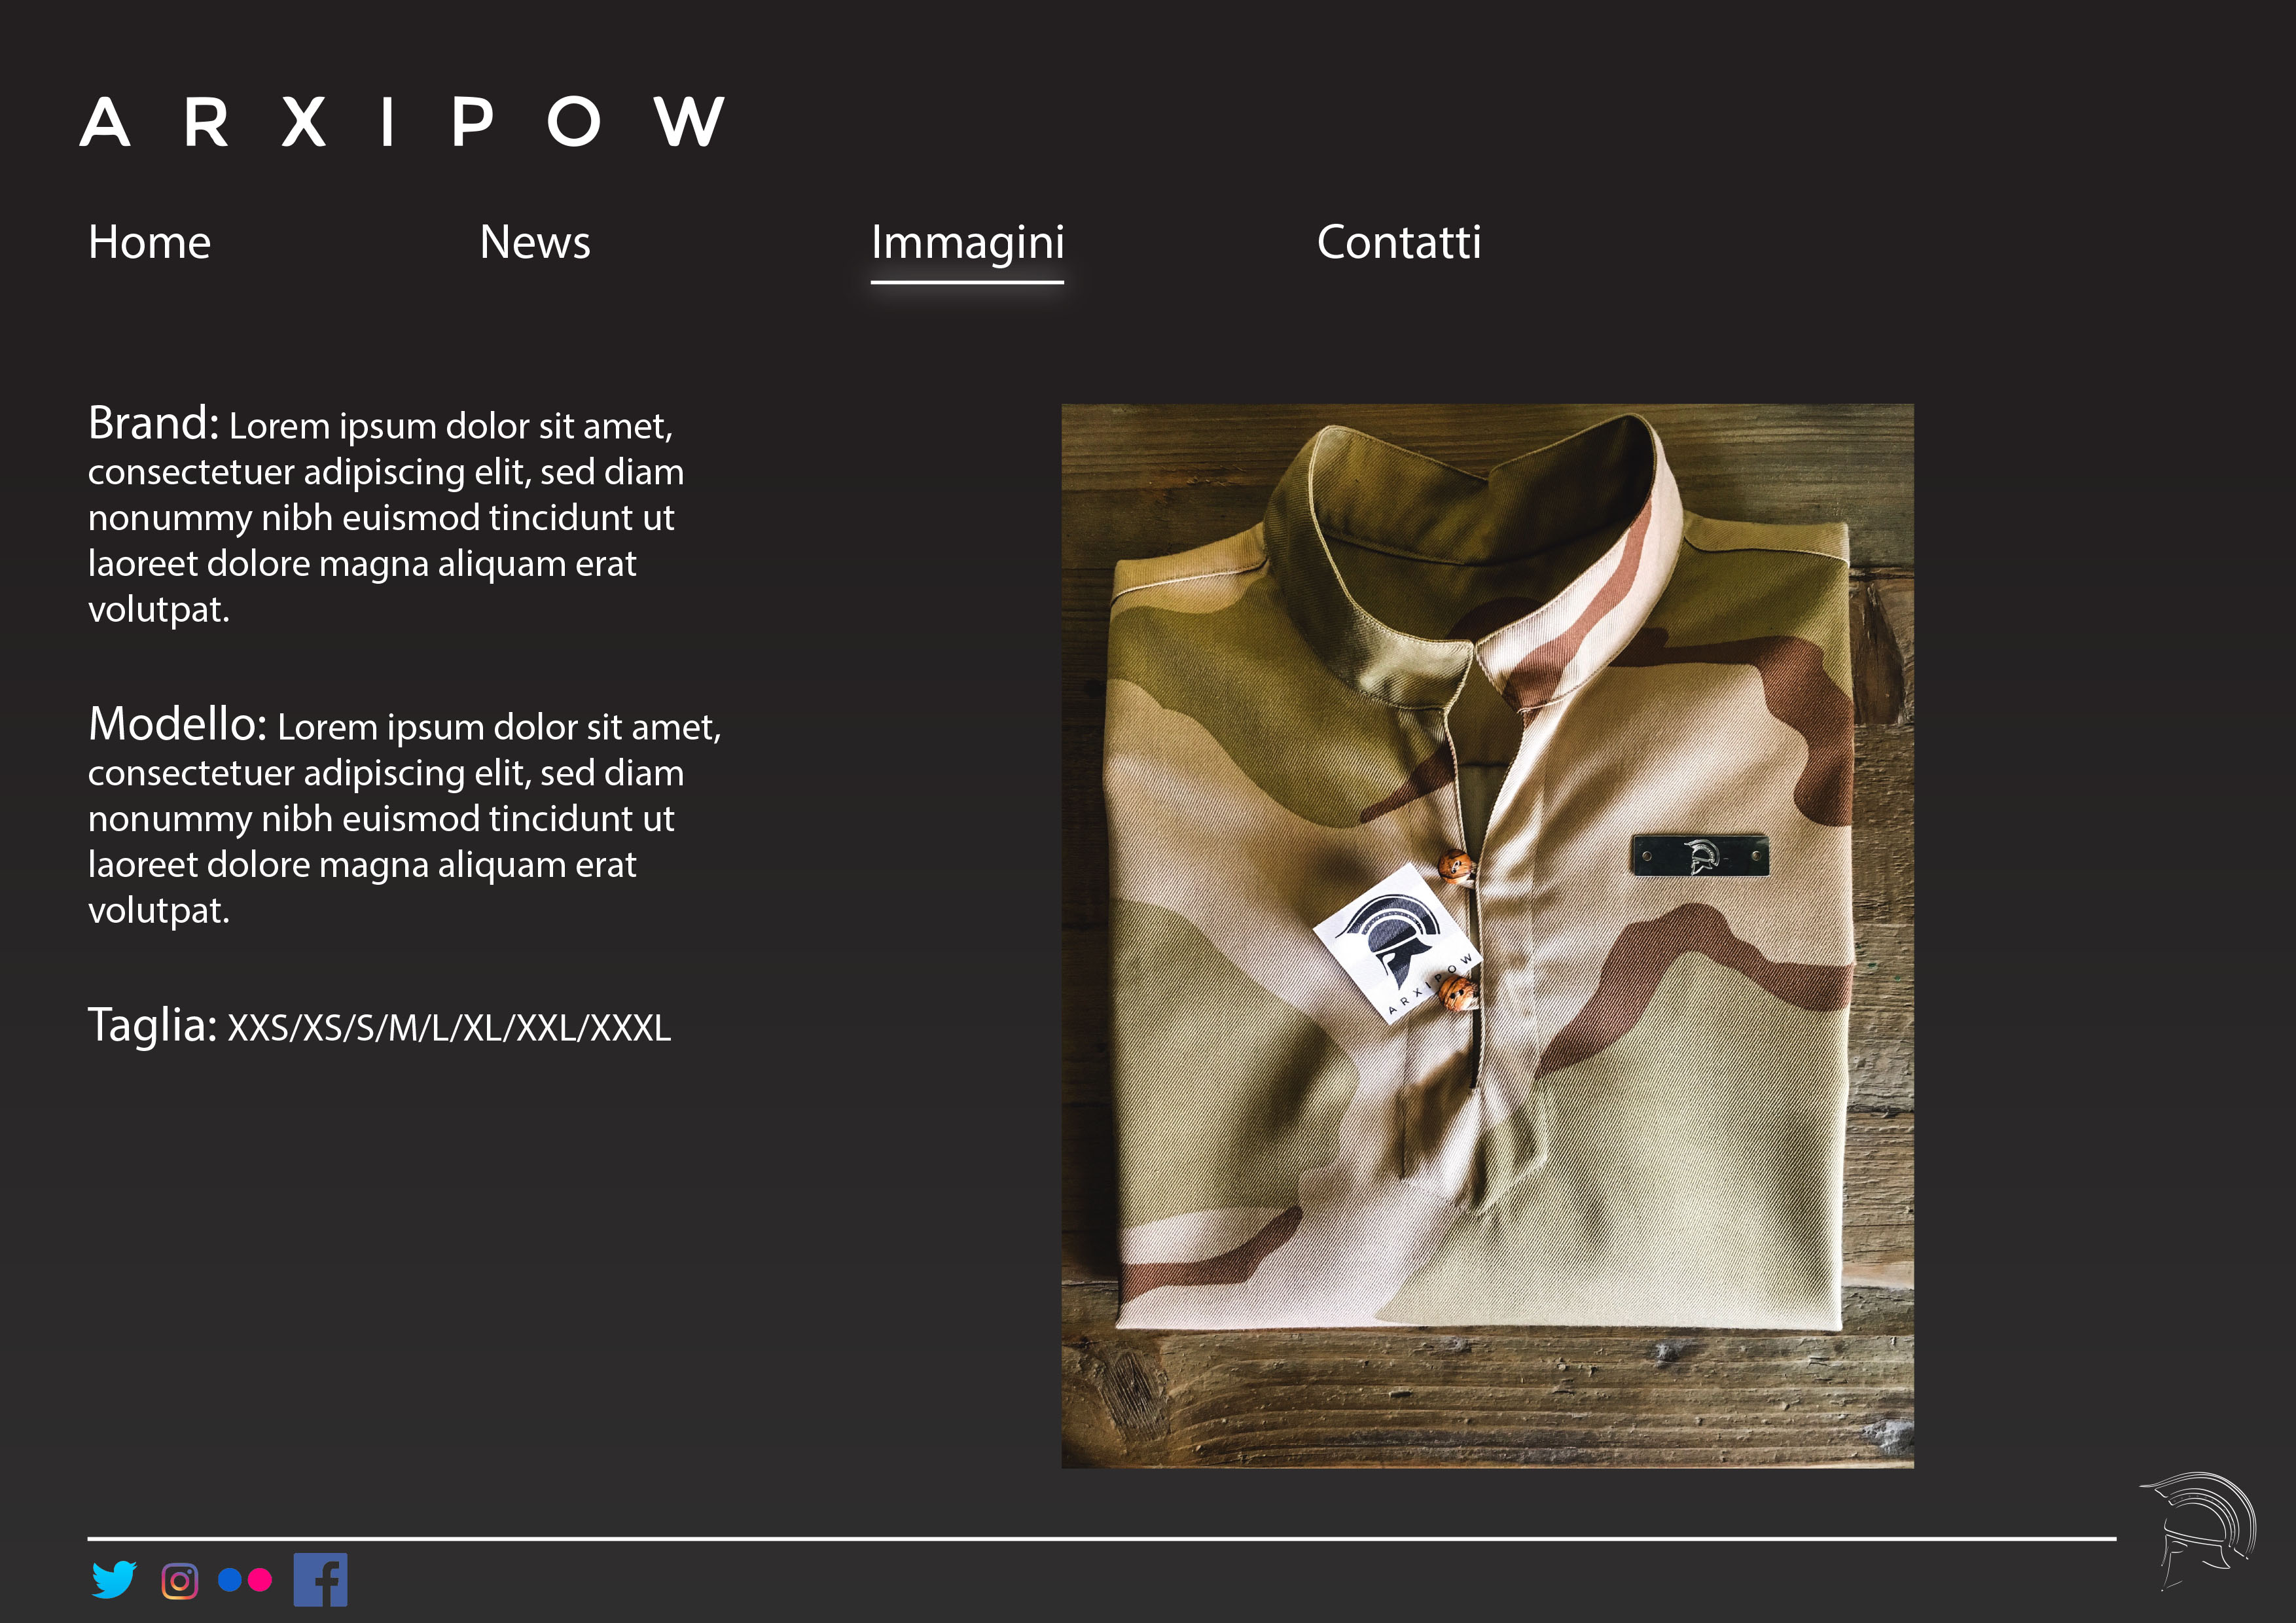 ARXIPOW
Home News Immagini Contatti
Brand: Lorem ipsum dolor sit amet,
consectetuer adipiscing elit, sed diam
nonummy nibh euismod tincidunt ut
laoreet dolore magna aliquam erat
volutpat.
Modello: Lorem ipsum dolor sit amet,
consectetuer adipiscing elit, sed diam
nonummy nibh euismod tincidunt ut
laoreet dolore magna aliquam erat
volutpat.
Taglia: XXS/XS/S/M/L/XL/XXL/XXXL
ARXIPOW